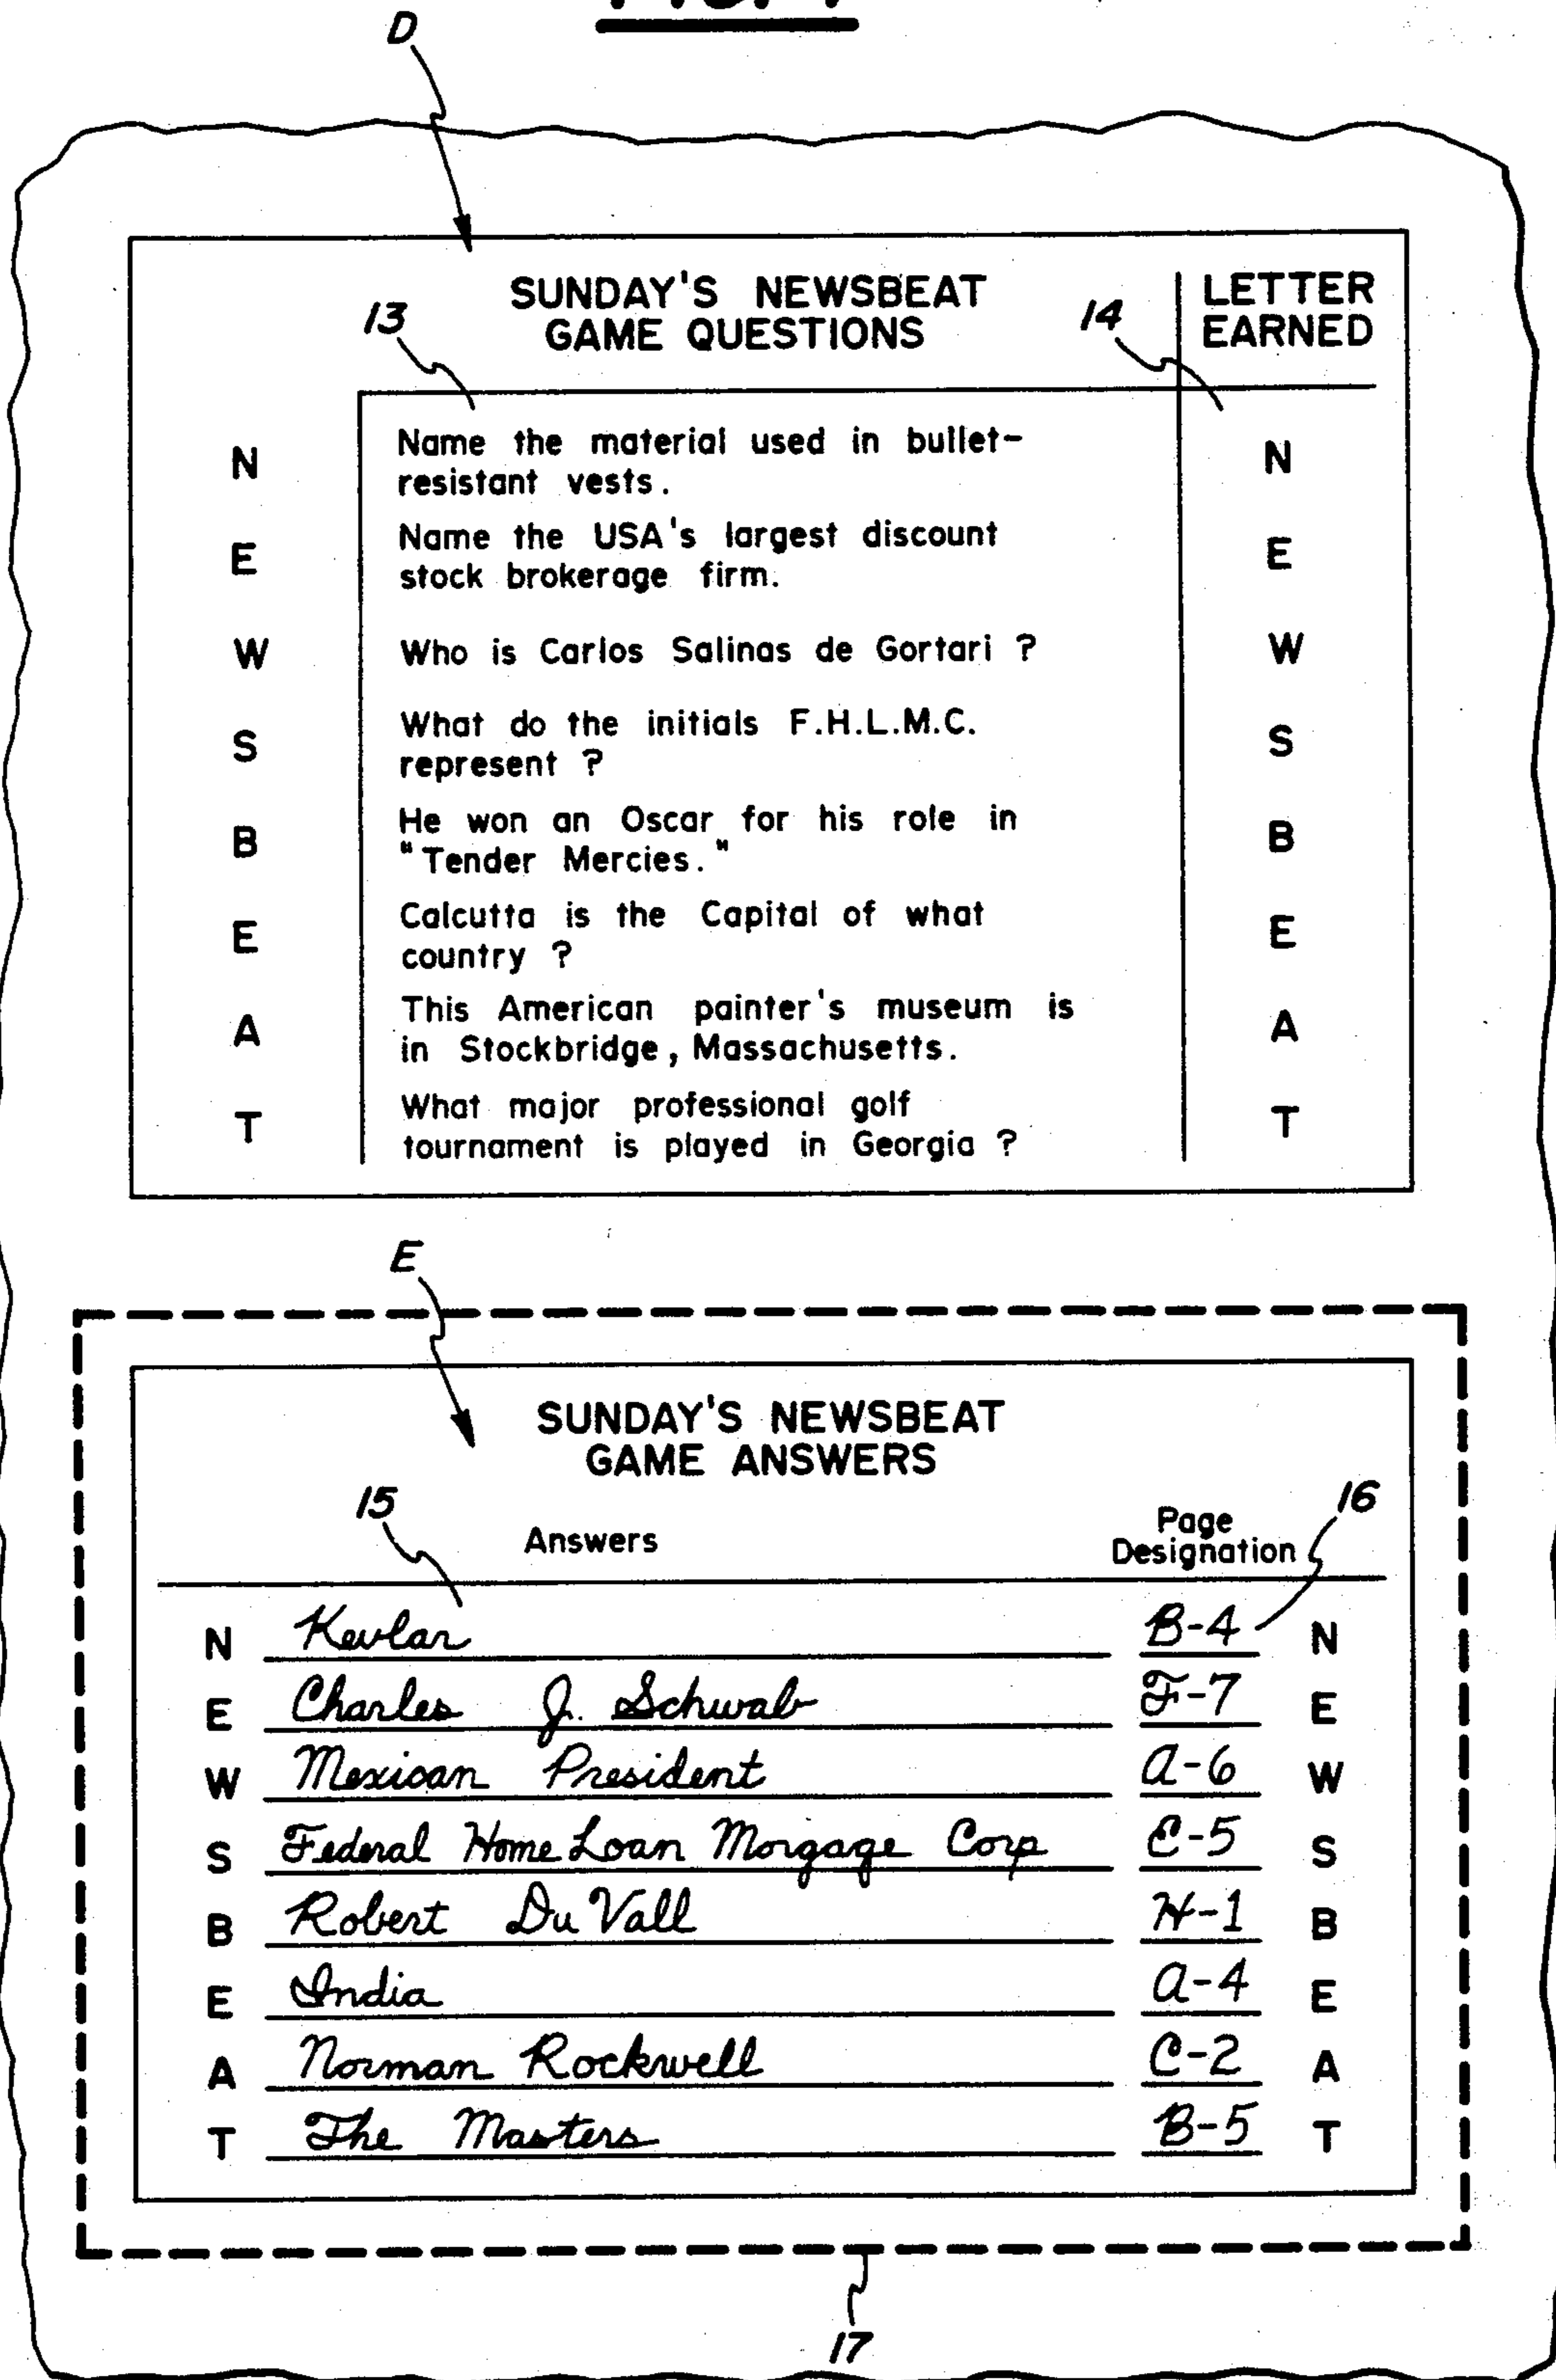 D
SUNDAY'S NEWSBEAT
GAME QUESTIONS
LETTER
EARNED
13
14
N Name the material used in bullet-
resistant vests. N
E Name the USA's largest discount
stock brokerage firm. E
W Who is Carlos Salinas de Gortari ? W
S What do the initials F.H.L.M.C.
represent ? S
B He won an Oscar for his role in
"Tender Mercies." B
E Calcutta is the Capital of what
country ? E
A This American painter's museum is
in Stockbridge, Massachusetts. A
T What major professional golf
tournament is played in Georgia ? T
E
SUNDAY'S NEWSBEAT
GAME ANSWERS
15
16
Answers
Page
Designation
N Kevlar B-4 N
E Charles J. Schwab F-7 E
W Mexican President A-6 W
S Federal Home Loan Morgage Corp C-5 S
B Robert DuVall H-1 B
E India A-4 E
A Norman Rockwell C-2 A
T The Masters B-5 T
17